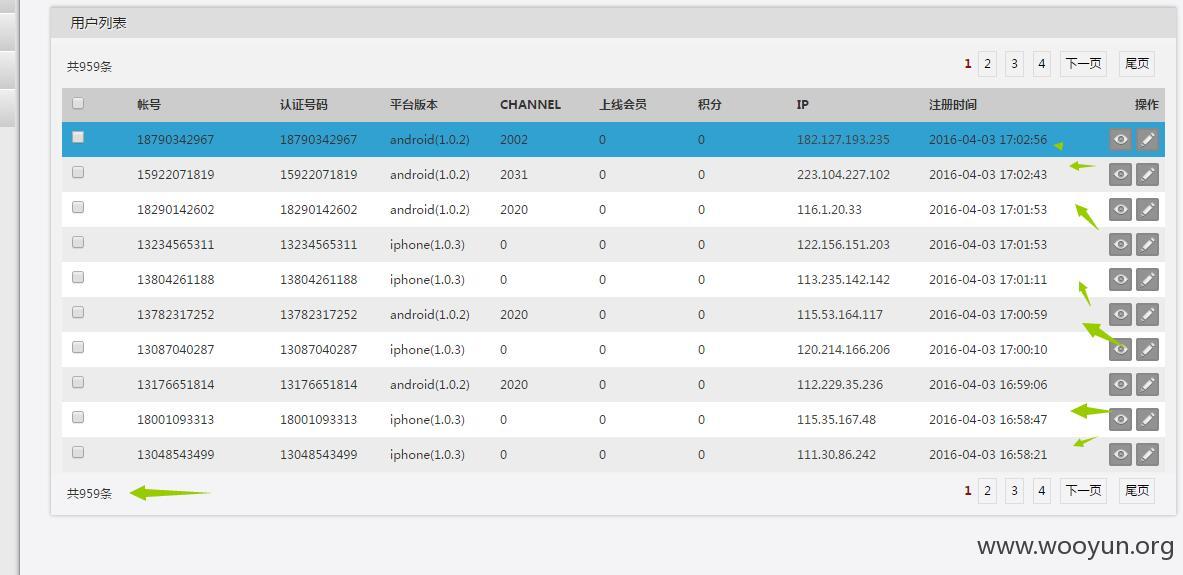 用户列表
共959条 1 2 3 4 下一页 尾页
帐号 认证号码 平台版本 CHANNEL 上线会员 积分 IP 注册时间 操作
18790342967 18790342967 android(1.0.2) 2002 0 0 182.127.193.235 2016-04-03 17:02:56
15922071819 15922071819 android(1.0.2) 2031 0 0 223.104.227.102 2016-04-03 17:02:43
18290142602 18290142602 android(1.0.2) 2020 0 0 116.1.20.33 2016-04-03 17:01:53
13234565311 13234565311 iphone(1.0.3) 0 0 0 122.156.151.203 2016-04-03 17:01:53
13804261188 13804261188 iphone(1.0.3) 0 0 0 113.235.142.142 2016-04-03 17:01:11
13782317252 13782317252 android(1.0.2) 2020 0 0 115.53.164.117 2016-04-03 17:00:59
13087040287 13087040287 iphone(1.0.3) 0 0 0 120.214.166.206 2016-04-03 17:00:10
13176651814 13176651814 android(1.0.2) 2020 0 0 112.229.35.236 2016-04-03 16:59:06
18001093313 18001093313 iphone(1.0.3) 0 0 0 115.35.167.48 2016-04-03 16:58:47
13048543499 13048543499 iphone(1.0.3) 0 0 0 111.30.86.242 2016-04-03 16:58:21
共959条 1 2 3 4 下一页 尾页
www.wooyun.org